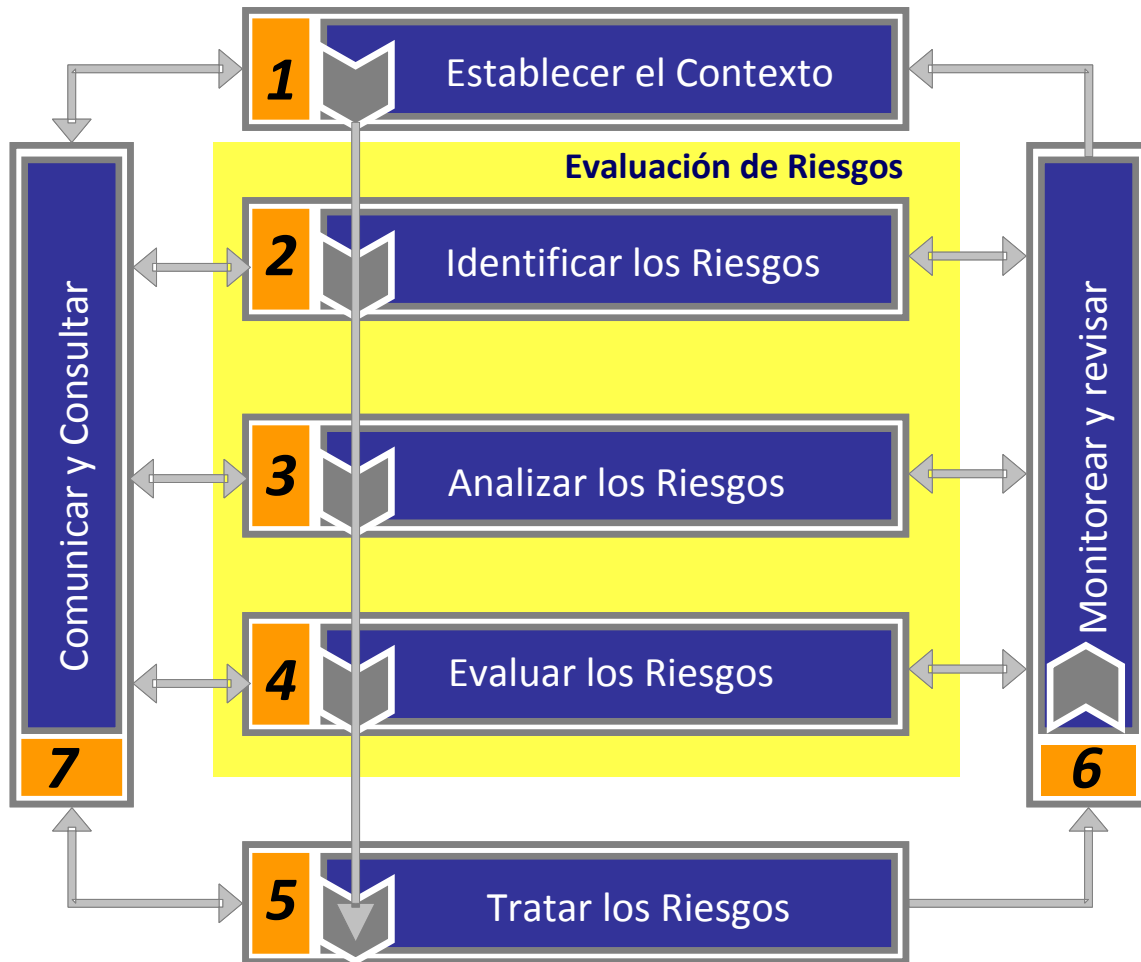 1
Establecer el Contexto
Evaluación de Riesgos
2
Identificar los Riesgos
3
Analizar los Riesgos
4
Evaluar los Riesgos
5
Tratar los Riesgos
Monitorear y revisar
6
Comunicar y Consultar
7